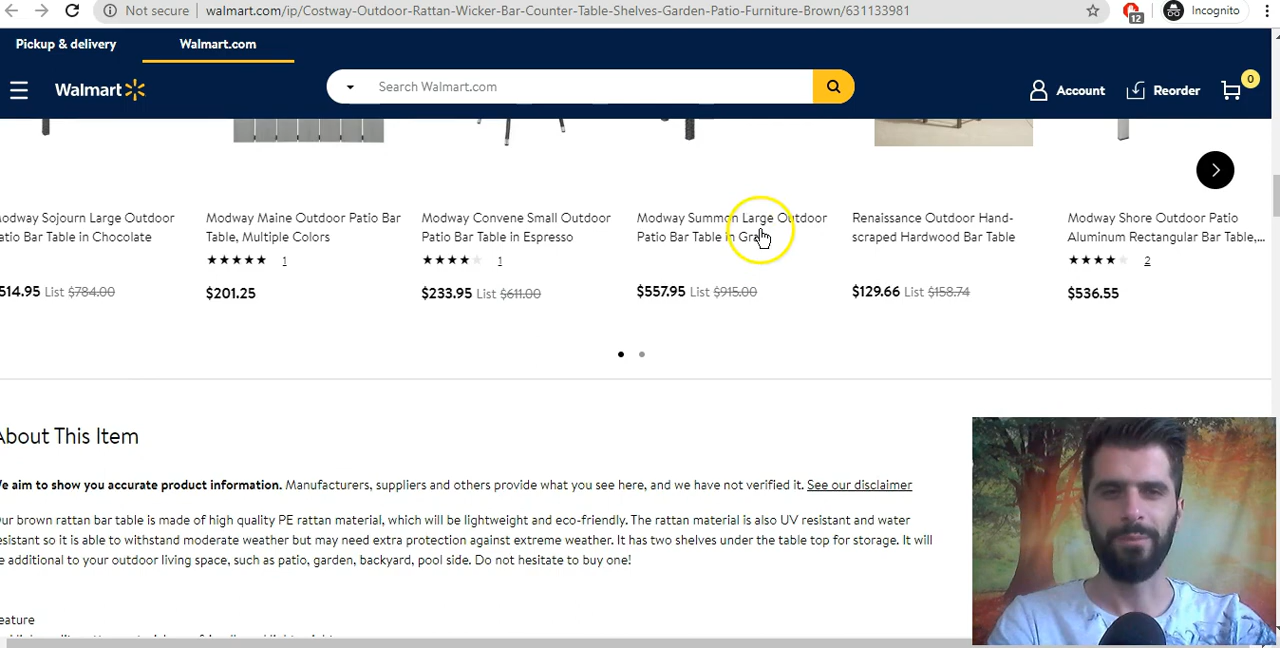 Not secure walmart.com/ip/Costway-Outdoor-Rattan-Wicker-Bar-Counter-Table-Shelves-Garden-Patio-Furniture-Brown/631133981
12
Incognito
Pickup & delivery
Walmart.com
Walmart
Search Walmart.com
Account
Reorder
0
odway Sojourn Large Outdoor
atio Bar Table in Chocolate
514.95 List $784.00
Modway Maine Outdoor Patio Bar
Table, Multiple Colors
1
$201.25
Modway Convene Small Outdoor
Patio Bar Table in Espresso
1
$233.95 List $611.00
Modway Summon Large Outdoor
Patio Bar Table in
$557.95 List $915.00
Renaissance Outdoor Hand-
scraped Hardwood Bar Table
$129.66 List $158.74
Modway Shore Outdoor Patio
Aluminum Rectangular Bar Table,...
2
$536.55
About This Item
e aim to show you accurate product information. Manufacturers, suppliers and others provide what you see here, and we have not verified it. See our disclaimer
ur brown rattan bar table is made of high quality PE rattan material, which will be lightweight and eco-friendly. The rattan material is also UV resistant and water
esistant so it is able to withstand moderate weather but may need extra protection against extreme weather. It has two shelves under the table top for storage. It will
e additional to your outdoor living space, such as patio, garden, backyard, pool side. Do not hesitate to buy one!
eature